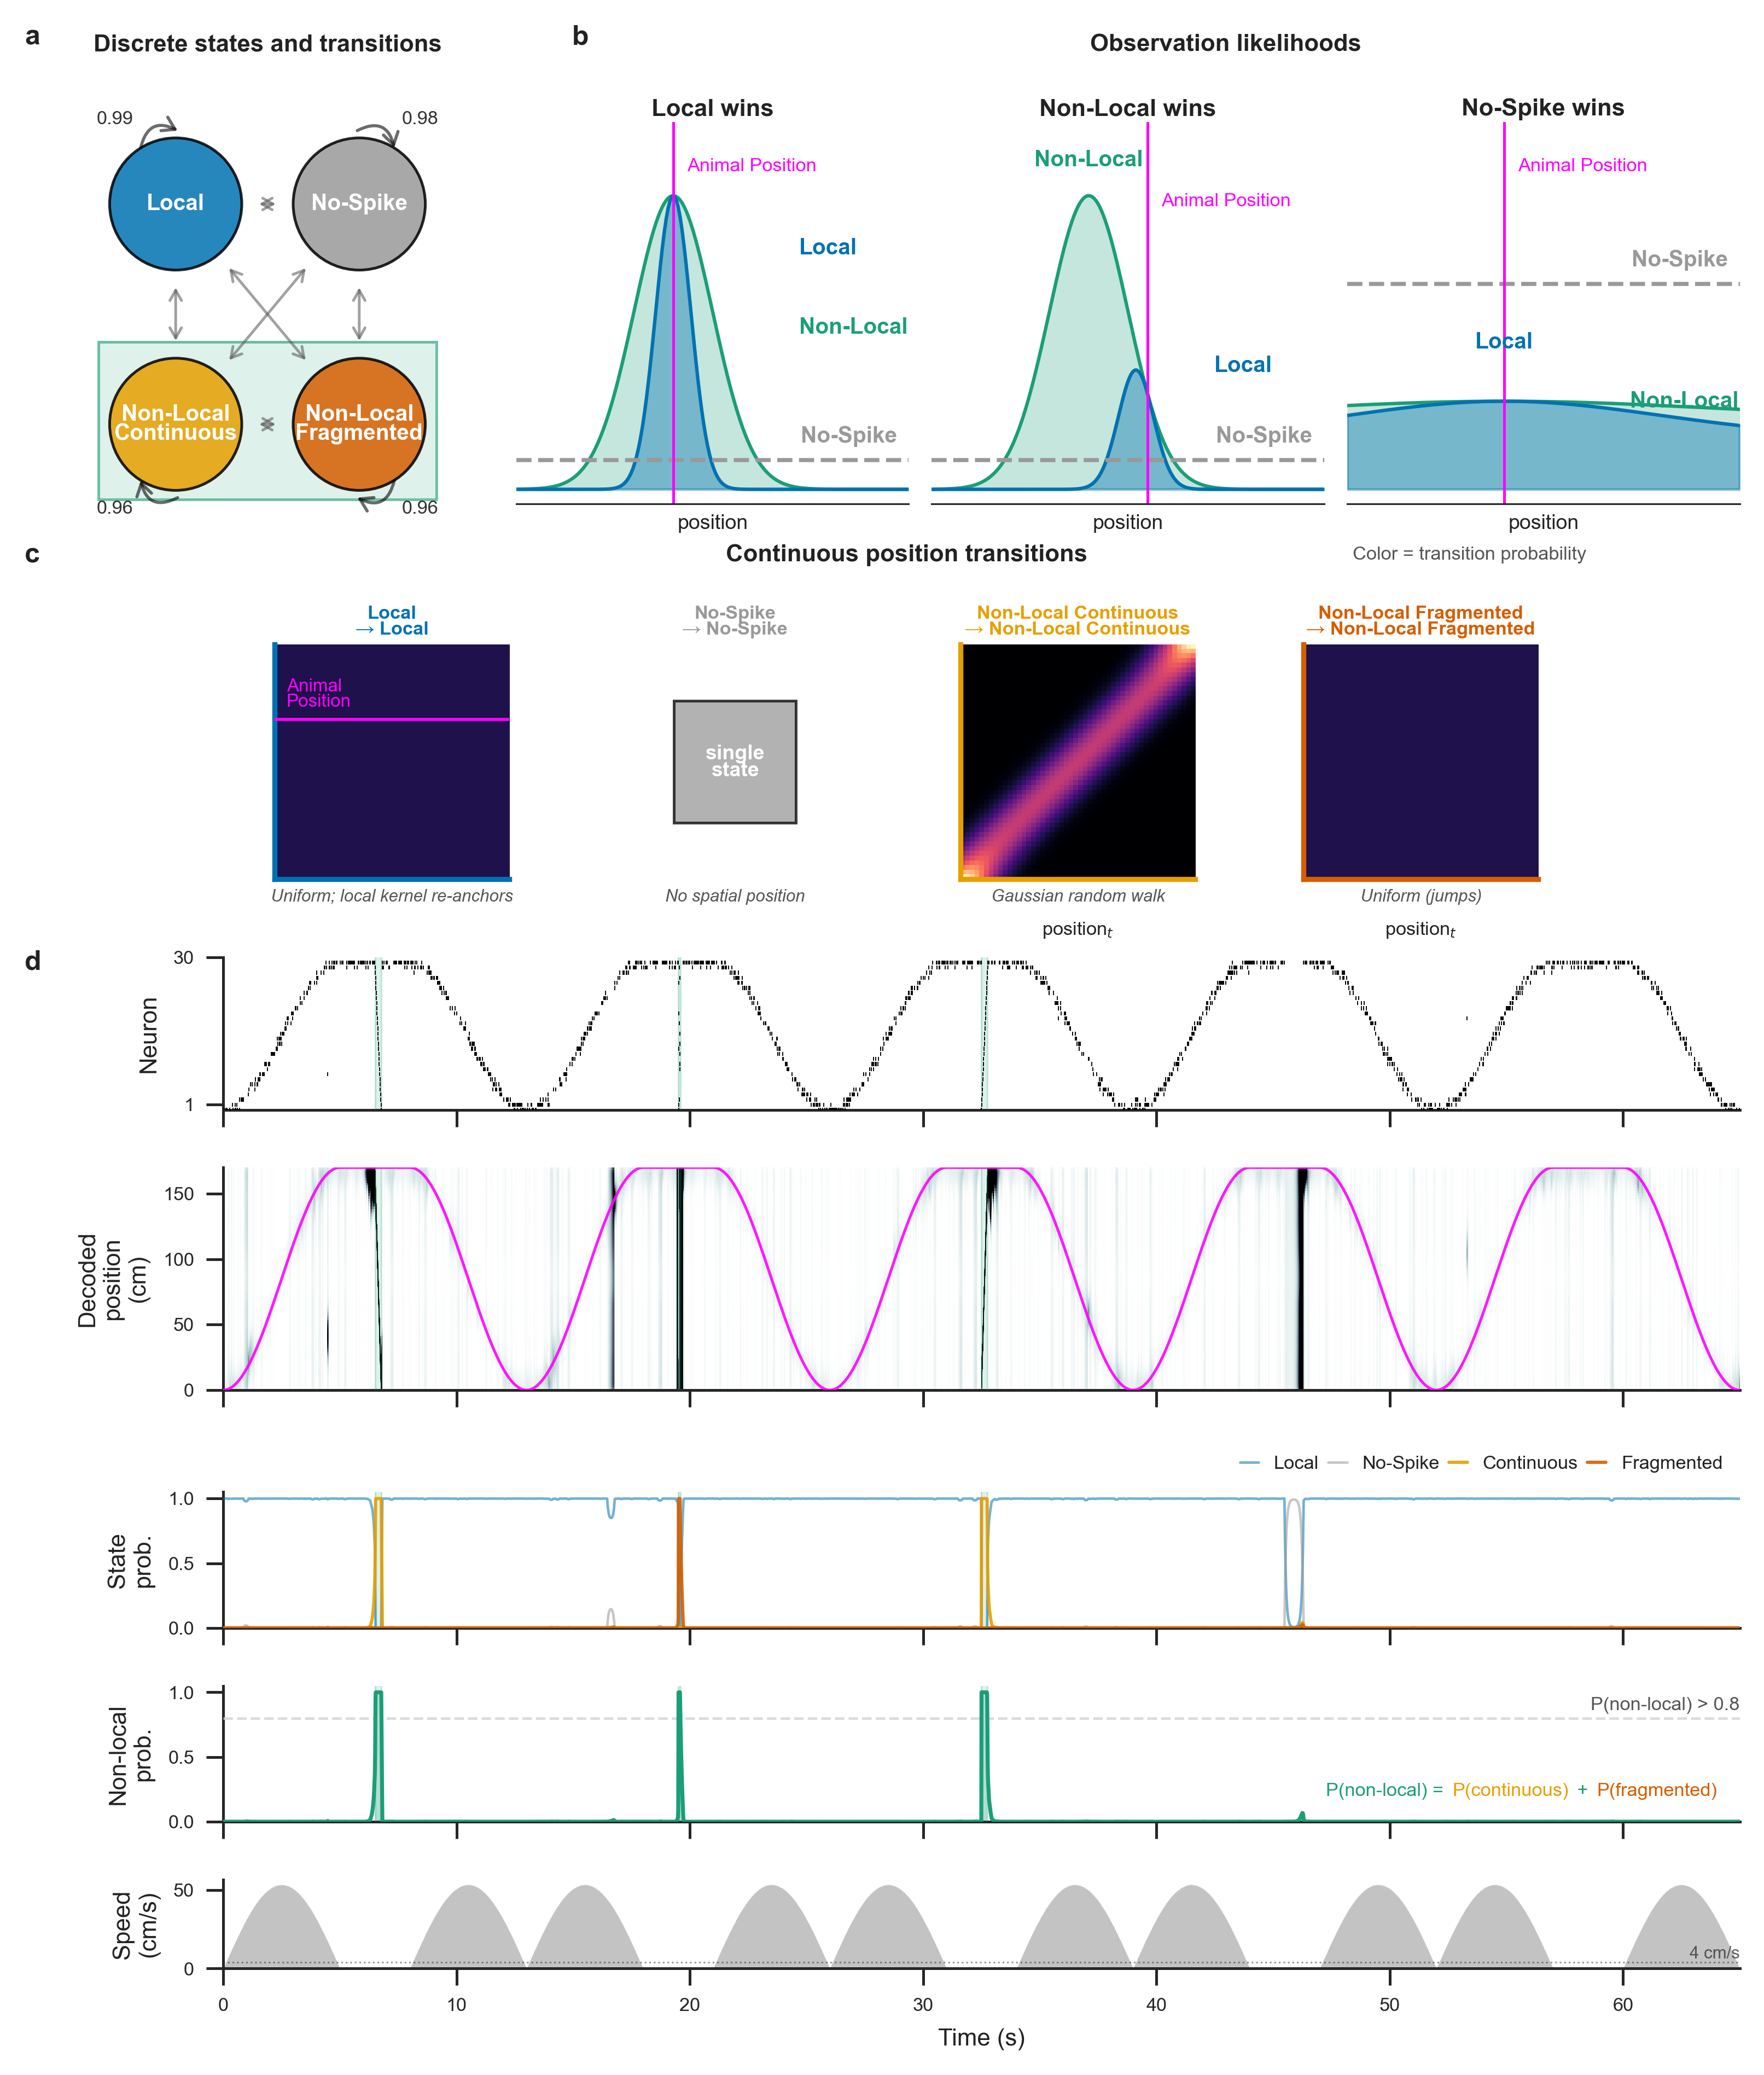 a
Discrete states and transitions
0.99
0.98
Local
No-Spike
Non-Local
Continuous
Non-Local
Fragmented
0.96
0.96
b
Observation likelihoods
Local wins
Animal Position
Local
Non-Local
No-Spike
position
Non-Local wins
Non-Local
Animal Position
Local
No-Spike
position
No-Spike wins
Animal Position
No-Spike
Local
Non-Local
position
c
Continuous position transitions
Color = transition probability
Local
→ Local
Animal
Position
Uniform; local kernel re-anchors
No-Spike
→ No-Spike
single
state
No spatial position
Non-Local Continuous
→ Non-Local Continuous
Gaussian random walk
position_t
Non-Local Fragmented
→ Non-Local Fragmented
Uniform (jumps)
position_t
d
Neuron
30
1
Decoded
position
(cm)
150
100
50
0
Local
No-Spike
Continuous
Fragmented
State
prob.
1.0
0.5
0.0
Non-local
prob.
1.0
0.5
0.0
P(non-local) > 0.8
P(non-local) = P(continuous) + P(fragmented)
Speed
(cm/s)
50
0
4 cm/s
0 10 20 30 40 50 60
Time (s)